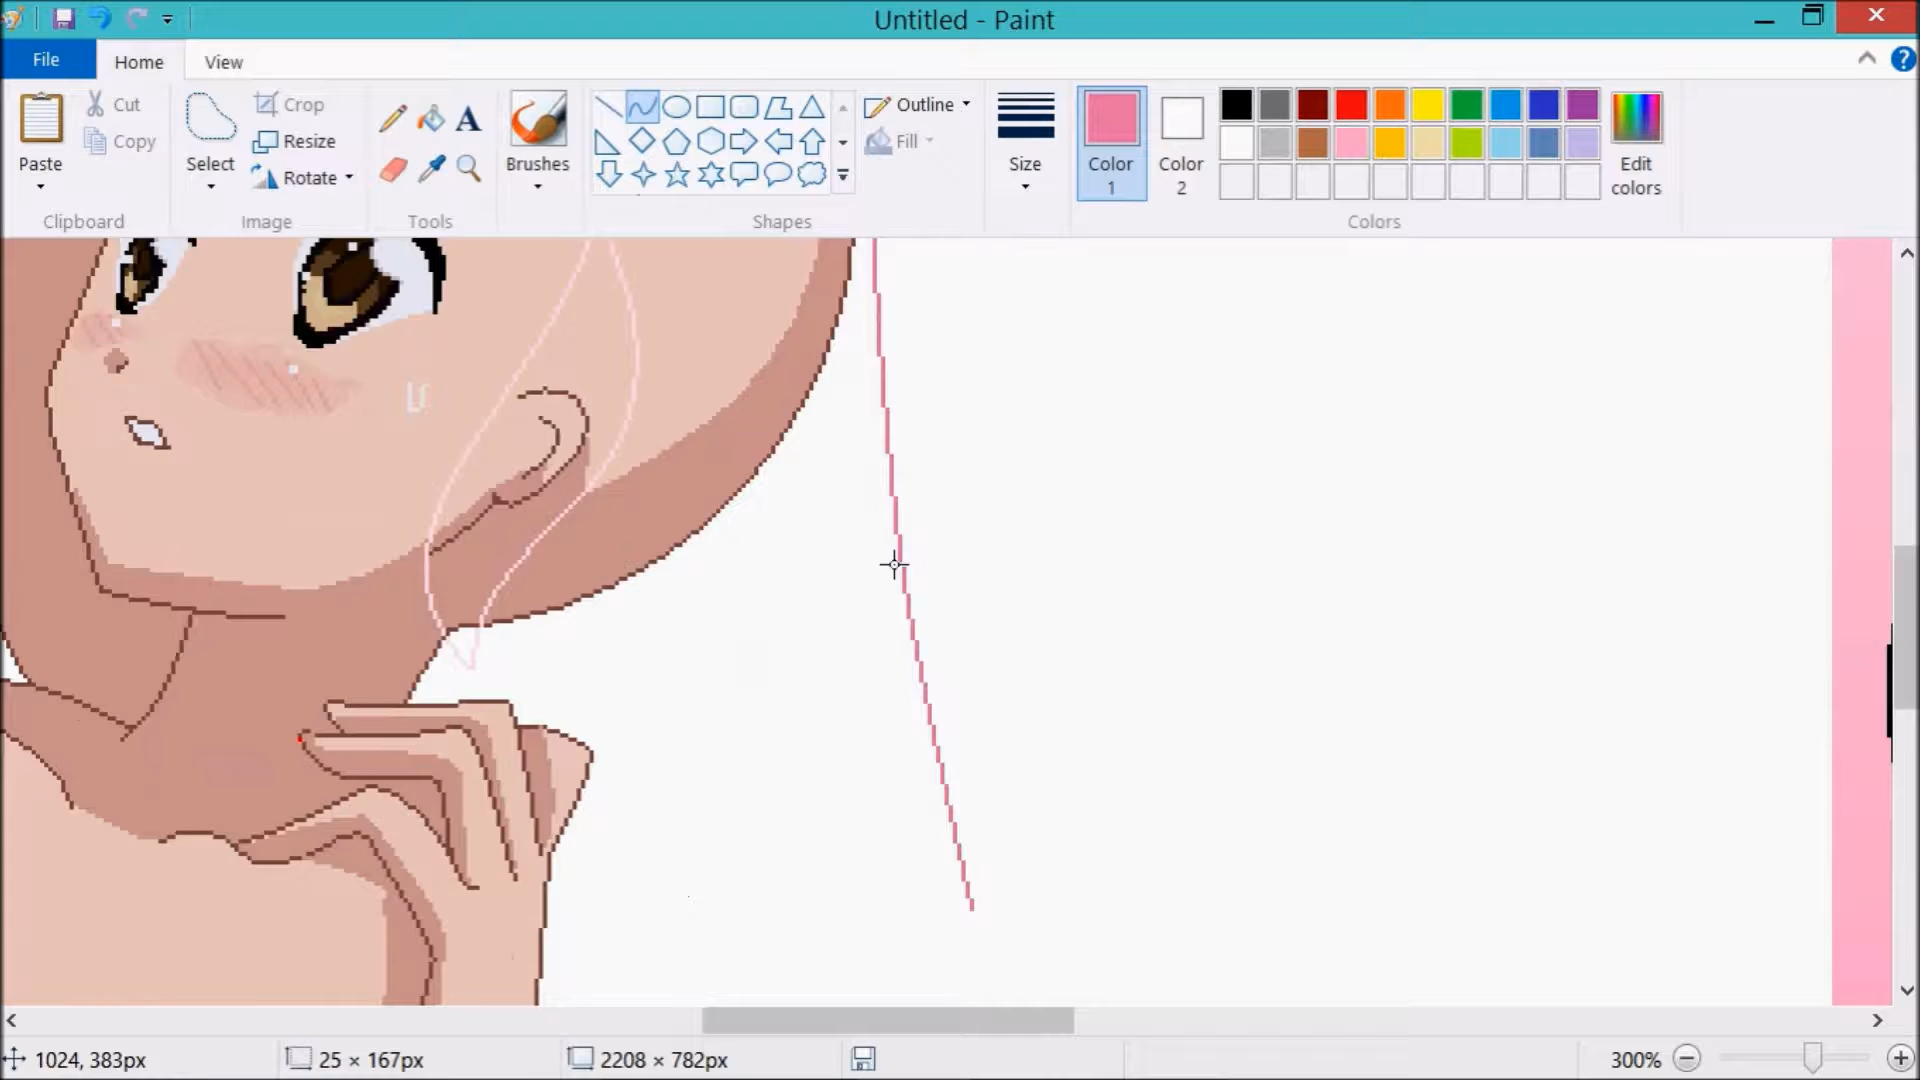 Untitled - Paint
File
Home
View
Paste
Cut
Copy
Clipboard
Select
Crop
Resize
Rotate
Image
A
Tools
Brushes
Shapes
Outline
Fill
Size
Color
1
Color
2
Edit
colors
Colors
1024, 383px
25 × 167px
2208 × 782px
300%